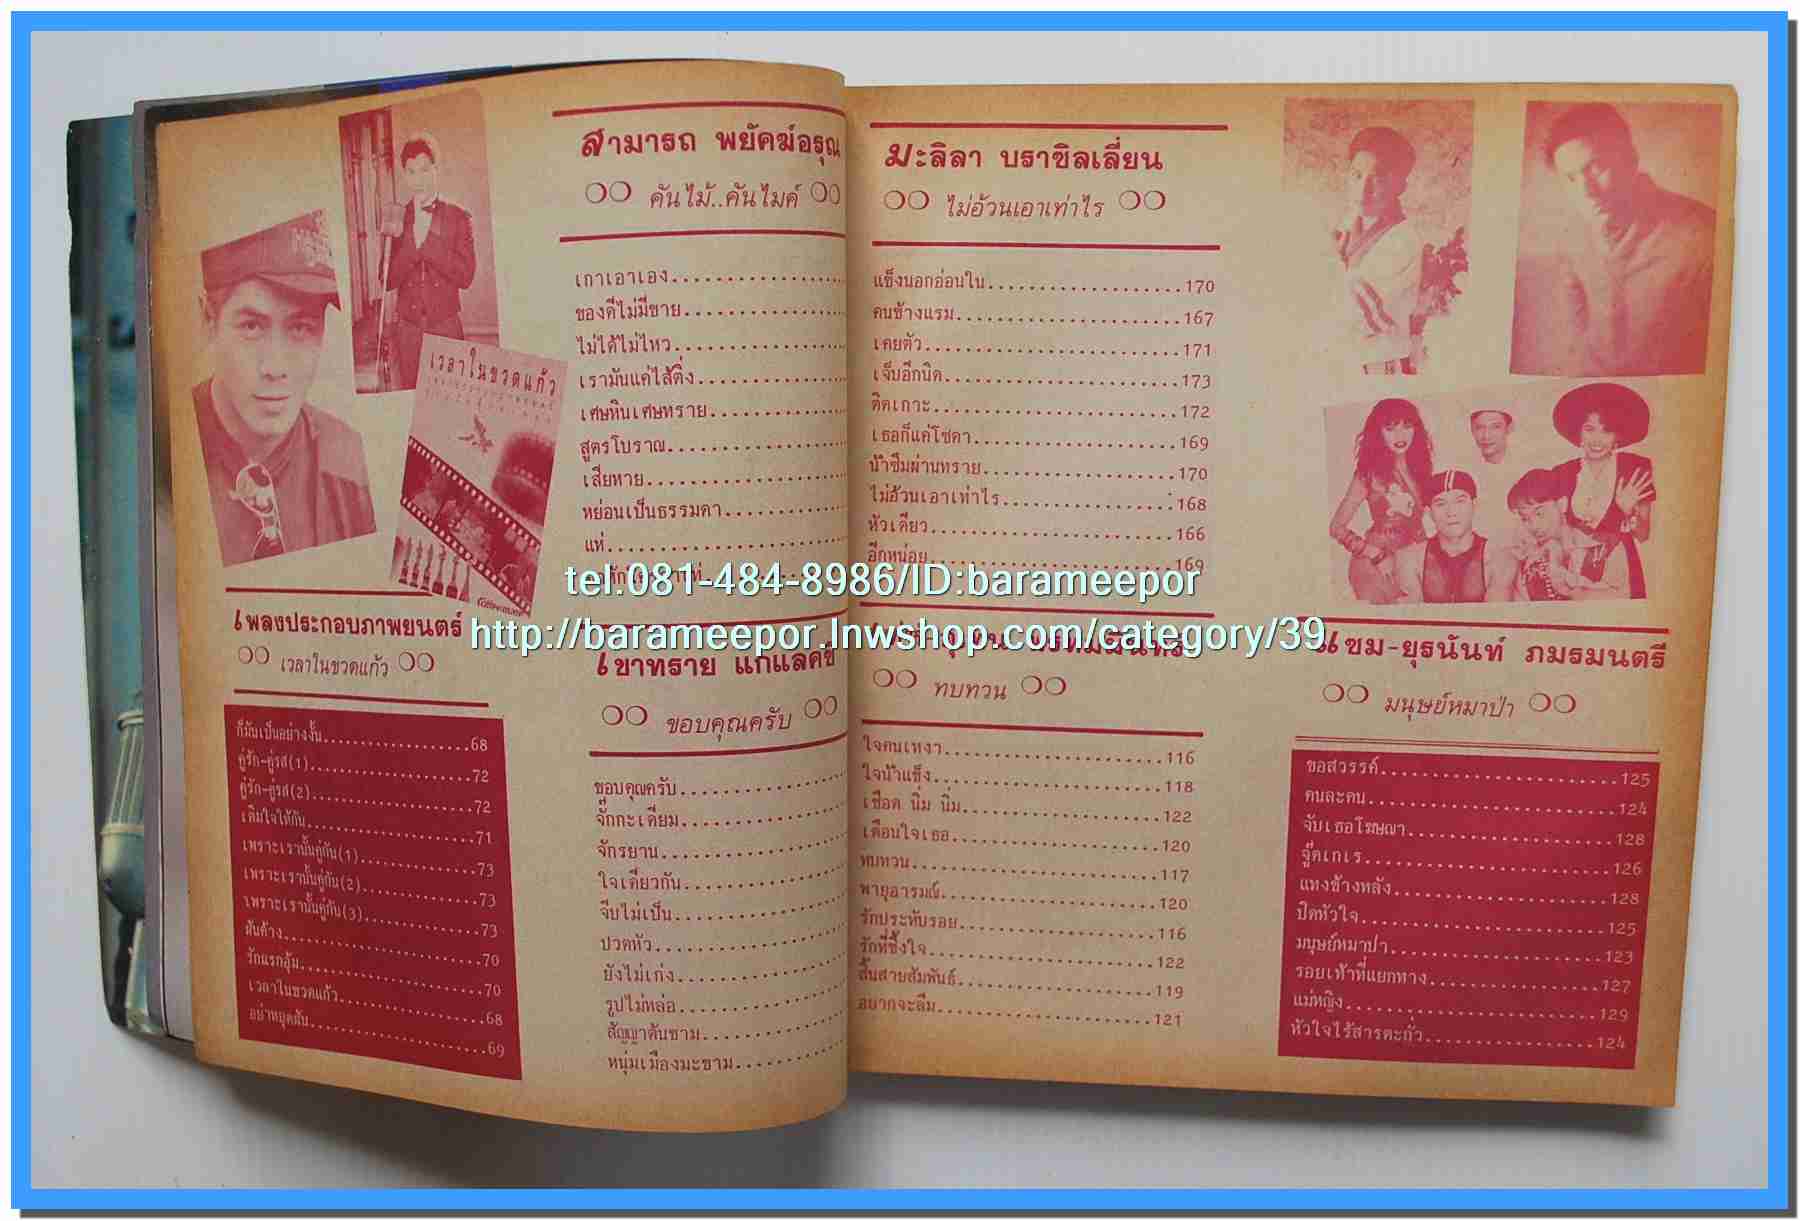 สามารถ พยัคฆ์อรุณ
คันไม้..คันไมค์
เกาเอาเอง
ของดีไม่มีขาย
ไม่ได้ไม่ไหว
เรามันแค่ไส้ติ่ง
เศษหินเศษทราย
สูตรโบราณ
เสียหาย
หย่อนเป็นธรรมดา
แห่
เวลาในขวดแก้ว
เพลงประกอบภาพยนตร์
เวลาในขวดแก้ว
ก็มันเป็นอย่างงั้น 68
คู่รัก-คู่รส(1) 72
คู่รัก-คู่รส(2) 72
เติมใจให้กัน 71
เพราะเรานั้นคู่กัน(1) 73
เพราะเรานั้นคู่กัน(2) 73
เพราะเรานั้นคู่กัน(3) 73
ฝันค้าง 70
รักแรกอุ้ม 70
เวลาในขวดแก้ว 68
อย่าหยุดฝัน 69
เขาทราย แกแลคซี่
ขอบคุณครับ
ขอบคุณครับ
จั๊กกะเดียม
จักรยาน
ใจเดียวกัน
จีบไม่เป็น
ปวดหัว
ยังไม่เก่ง
รูปไม่หล่อ
สัญญาต้นขาม
หนุ่มเมืองมะขาม
มะลิลา บราซิลเลี่ยน
ไม่อ้วนเอาเท่าไร
แข็งนอกอ่อนใน 170
คนข้างแรม 167
เคยตัว 171
เจ็บอีกนิด 173
ติดเกาะ 172
เธอก็แค่โชคดา 169
น้ำซึมผ่านทราย 170
ไม่อ้วนเอาเท่าไร 168
หัวเดียว 166
อีกหน่อย 169
tel.081-484-8986/ID:barameepor
http://barameepor.lnwshop.com/category/39
ทบทวน
ใจคนเหงา 116
ใจน้ำแข็ง 118
เชือด นิ่ม นิ่ม 122
เตือนใจเธอ 120
ทบทวน 117
พายุอารมณ์ 120
รักประทับรอย 116
รักที่ซึ้งใจ 122
สิ้นสายสัมพันธ์ 119
อยากจะลืม 121
แซม-ยุรนันท์ ภมรมนตรี
มนุษย์หมาป่า
ขอสวรรค์ 125
คนละคน 124
จับเธอโฆษณา 128
จู๊ดเกเร 126
แทงข้างหลัง 128
ปิดหัวใจ 125
มนุษย์หมาป่า 123
รอยเท้าที่แยกทาง 127
แม่หญิง 129
หัวใจไร้สารตะกั่ว 124